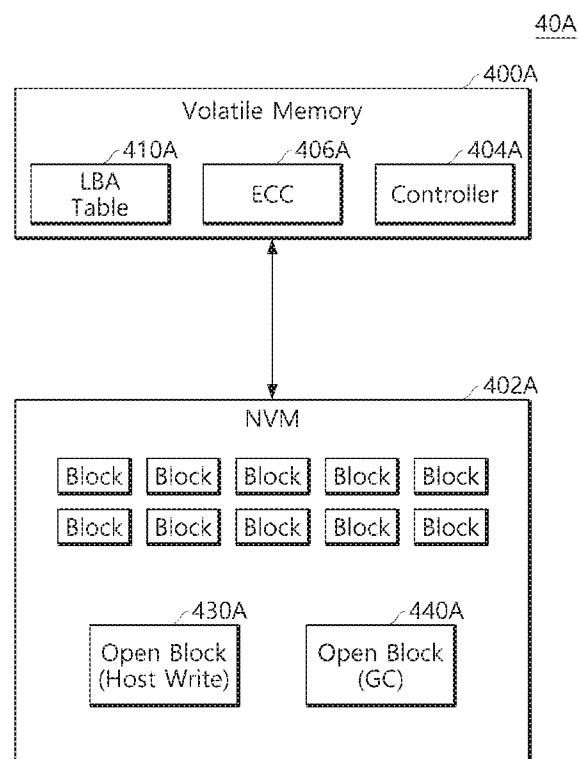 40A
400A
Volatile Memory
410A 406A 404A
LBA ECC Controller
Table
402A
NVM
Block Block Block Block Block
Block Block Block Block Block
430A 440A
Open Block Open Block
(Host Write) (GC)